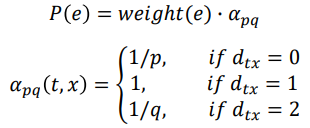 P(e) = weight(e) · α_pq
α_pq(t, x) = { 1/p, if d_tx = 0
1, if d_tx = 1
1/q, if d_tx = 2